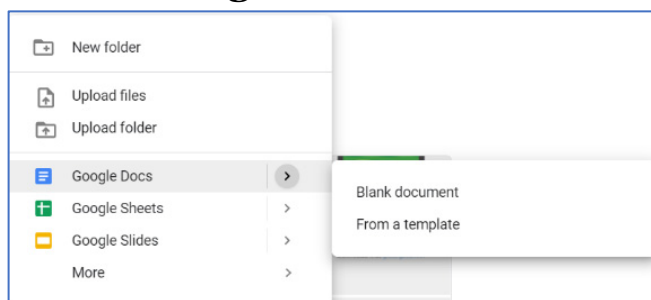 New folder
Upload files
Upload folder
Google Docs
Google Sheets
Google Slides
More
Blank document
From a template